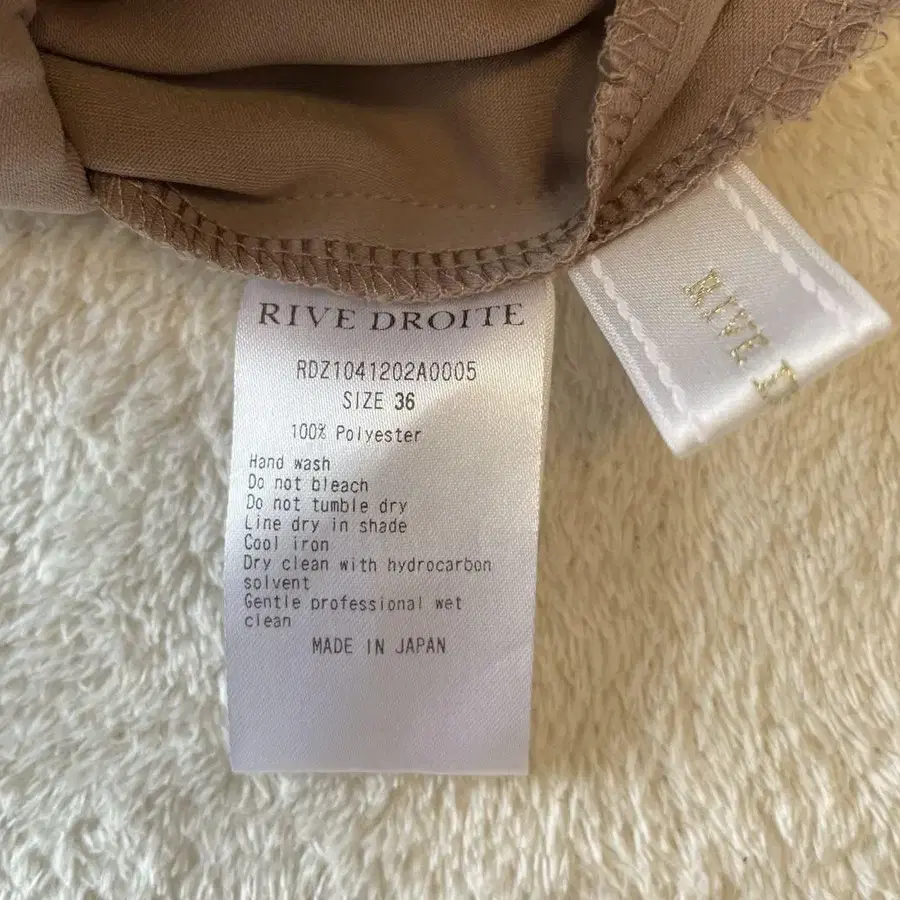 RIVE DROITE
RDZ1041202A0005
SIZE 36
100% Polyester
Hand wash
Do not bleach
Do not tumble dry
Line dry in shade
Cool iron
Dry clean with hydrocarbon
solvent
Gentle professional wet
clean
MADE IN JAPAN
RIVE D